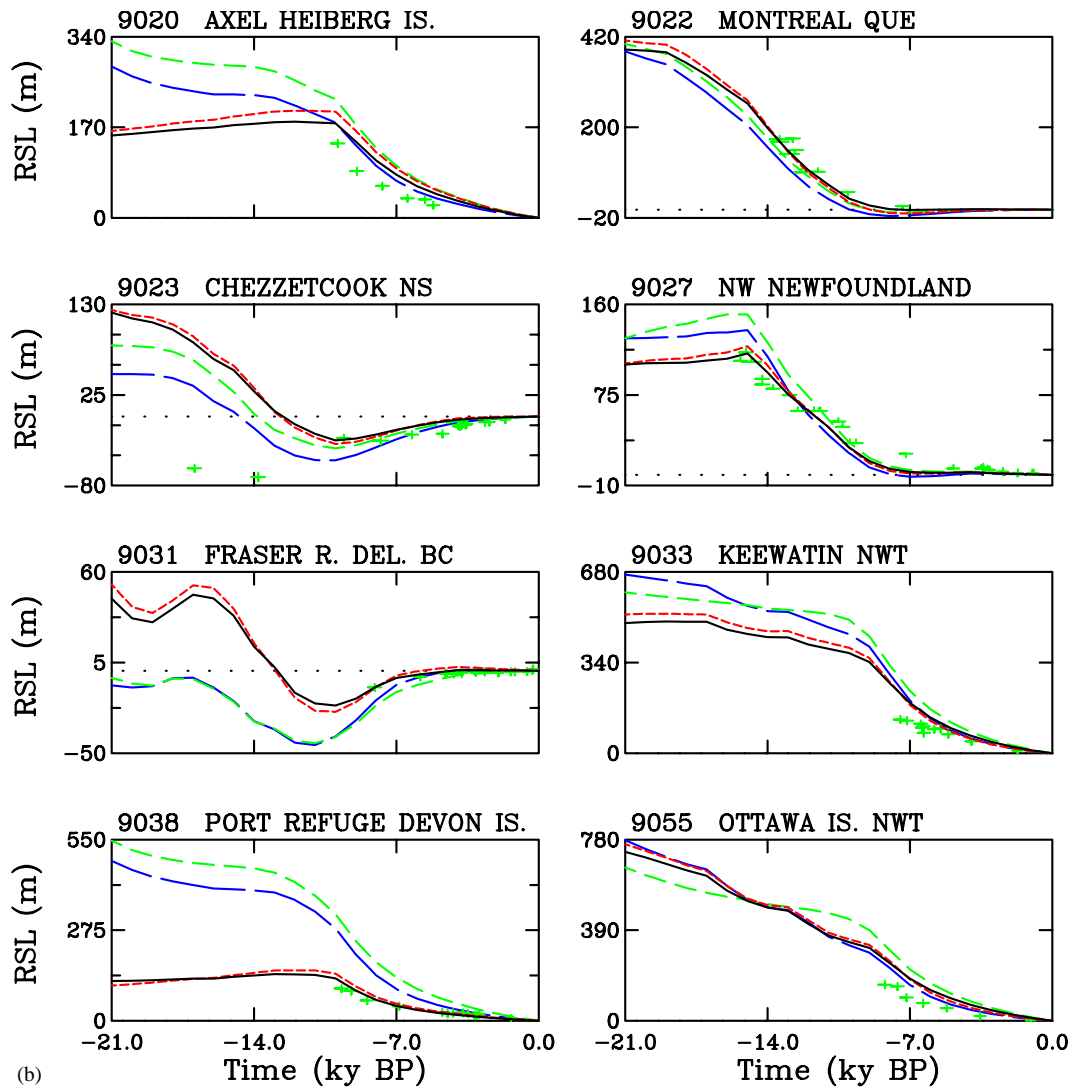 9020 AXEL HEIBERG IS.
9022 MONTREAL QUE
340
170
0
RSL (m)
420
200
−20
9023 CHEZZETCOOK NS
9027 NW NEWFOUNDLAND
130
25
−80
RSL (m)
160
75
−10
9031 FRASER R. DEL. BC
9033 KEEWATIN NWT
60
5
−50
RSL (m)
680
340
0
9038 PORT REFUGE DEVON IS.
9055 OTTAWA IS. NWT
550
275
0
RSL (m)
780
390
0
−21.0 −14.0 −7.0 0.0
−21.0 −14.0 −7.0 0.0
Time (ky BP)
Time (ky BP)
(b)